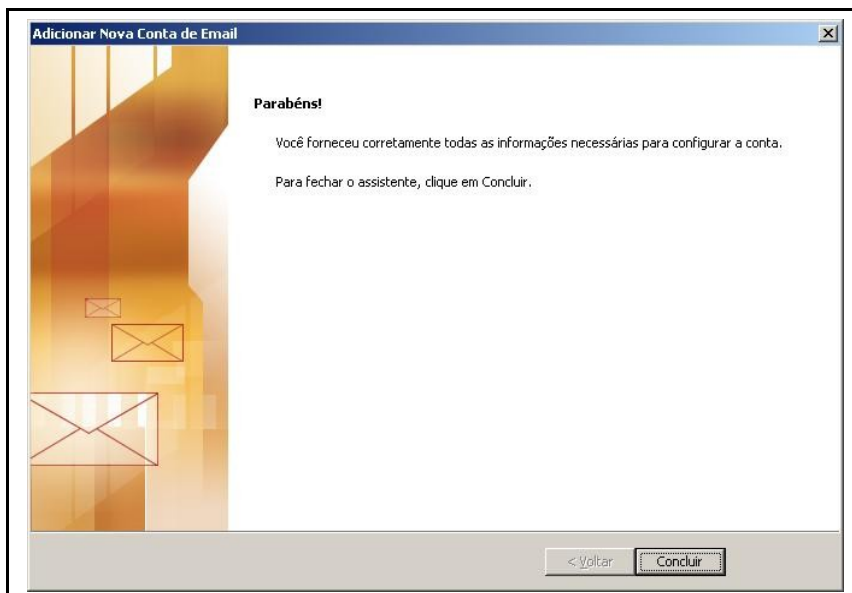 Adicionar Nova Conta de Email
Parabéns!
Você forneceu corretamente todas as informações necessárias para configurar a conta.
Para fechar o assistente, clique em Concluir.
< Voltar
Concluir